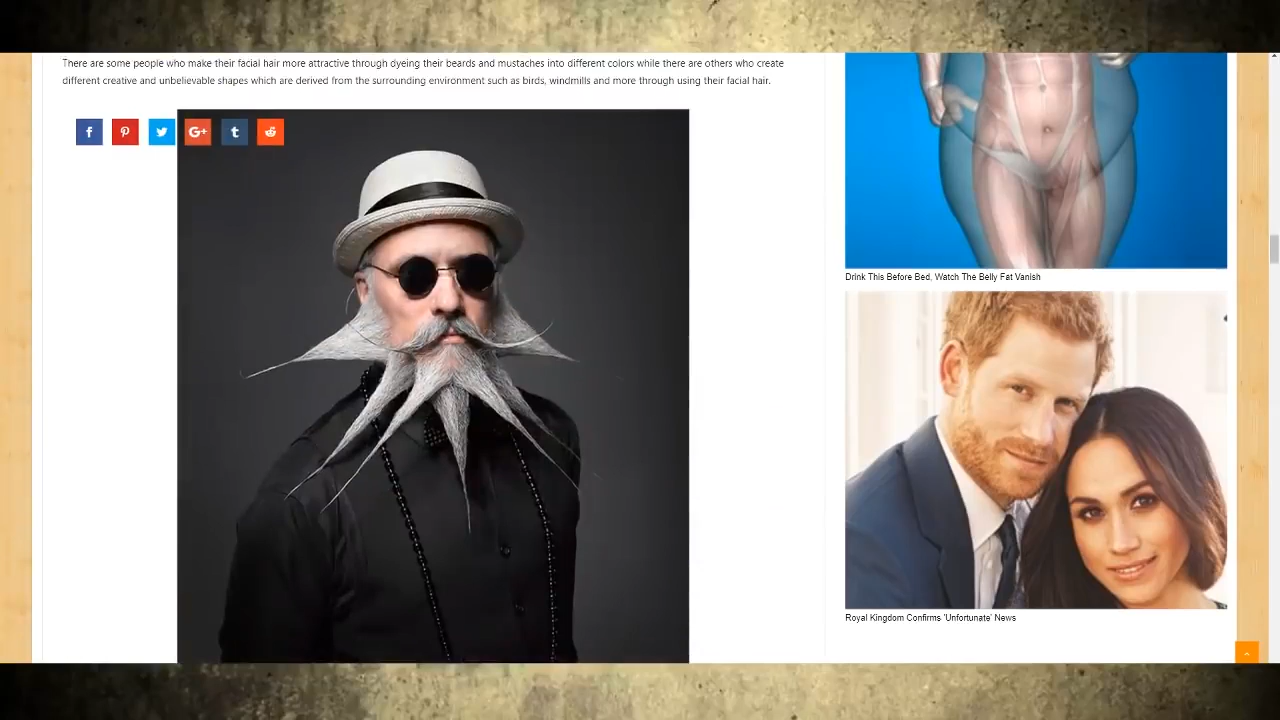 There are some people who make their facial hair more attractive through dyeing their beards and mustaches into different colors while there are others who create
different creative and unbelievable shapes which are derived from the surrounding environment such as birds, windmills and more through using their facial hair.
f
G+
t
Drink This Before Bed, Watch The Belly Fat Vanish
Royal Kingdom Confirms 'Unfortunate' News